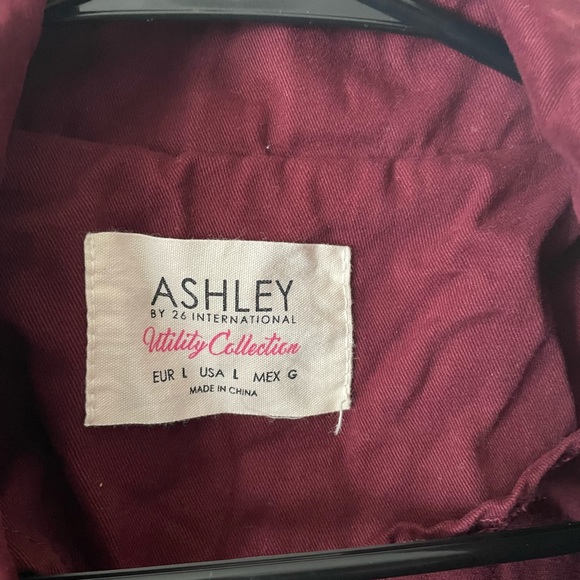 ASHLEY
BY 26 INTERNATIONAL
Utility Collection
EUR L USA L MEX G
MADE IN CHINA